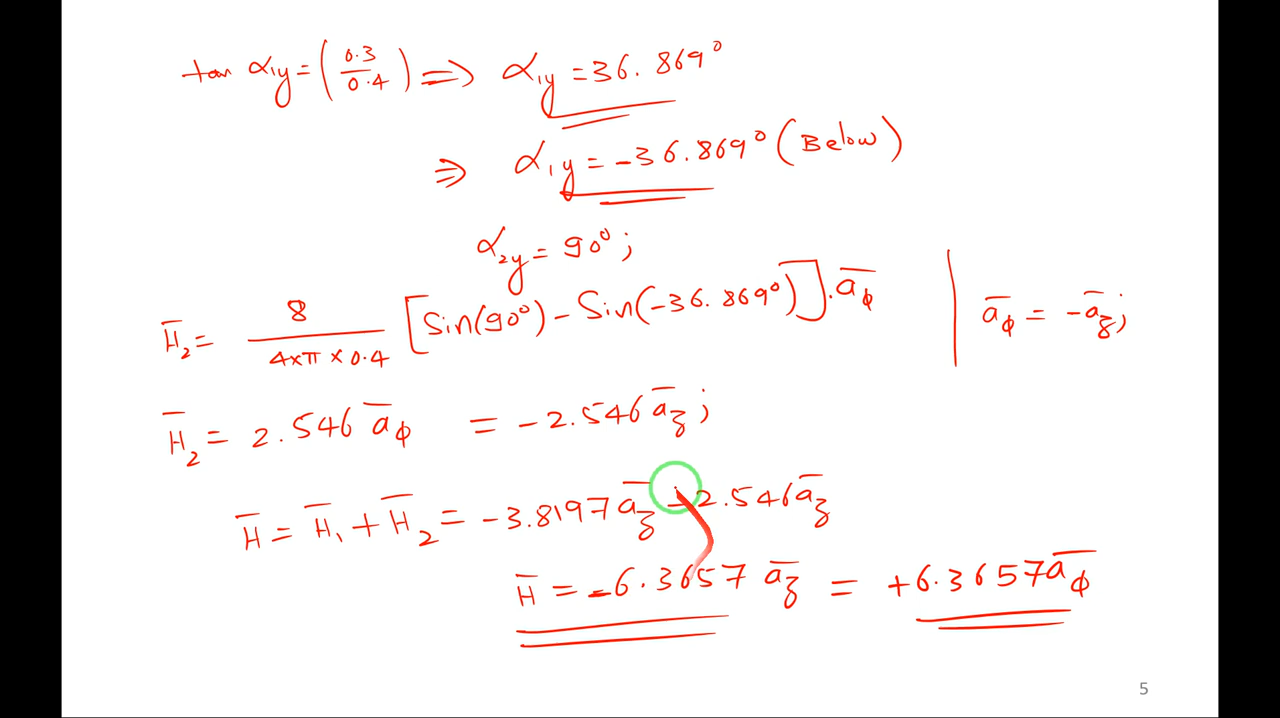 tan α₁y = (0.3/0.4) ⟹ α₁y = 36.869°
⇒ α₁y = -36.869° (Below)
α₂y = 90°;
H̄₂ = 8/(4×π×0.4) [Sin(90°) - Sin(-36.869°)] . āϕ | āϕ = -āz;
H̄₂ = 2.546 āϕ = -2.546 āz;
H̄ = H̄₁ + H̄₂ = -3.8197 āz - 2.546 āz
H̄ = -6.3657 āz = +6.3657 āϕ
5